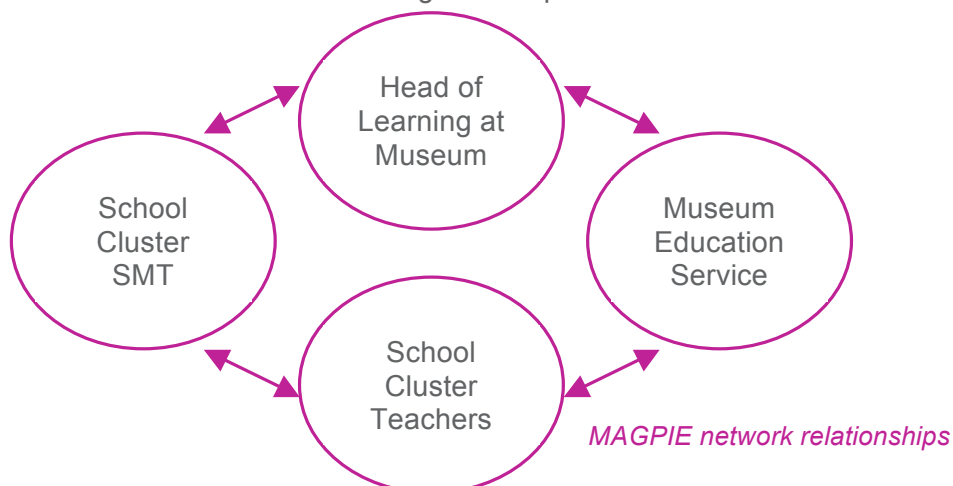 Head of
Learning at
Museum
School
Cluster
SMT
Museum
Education
Service
School
Cluster
Teachers
MAGPIE network relationships